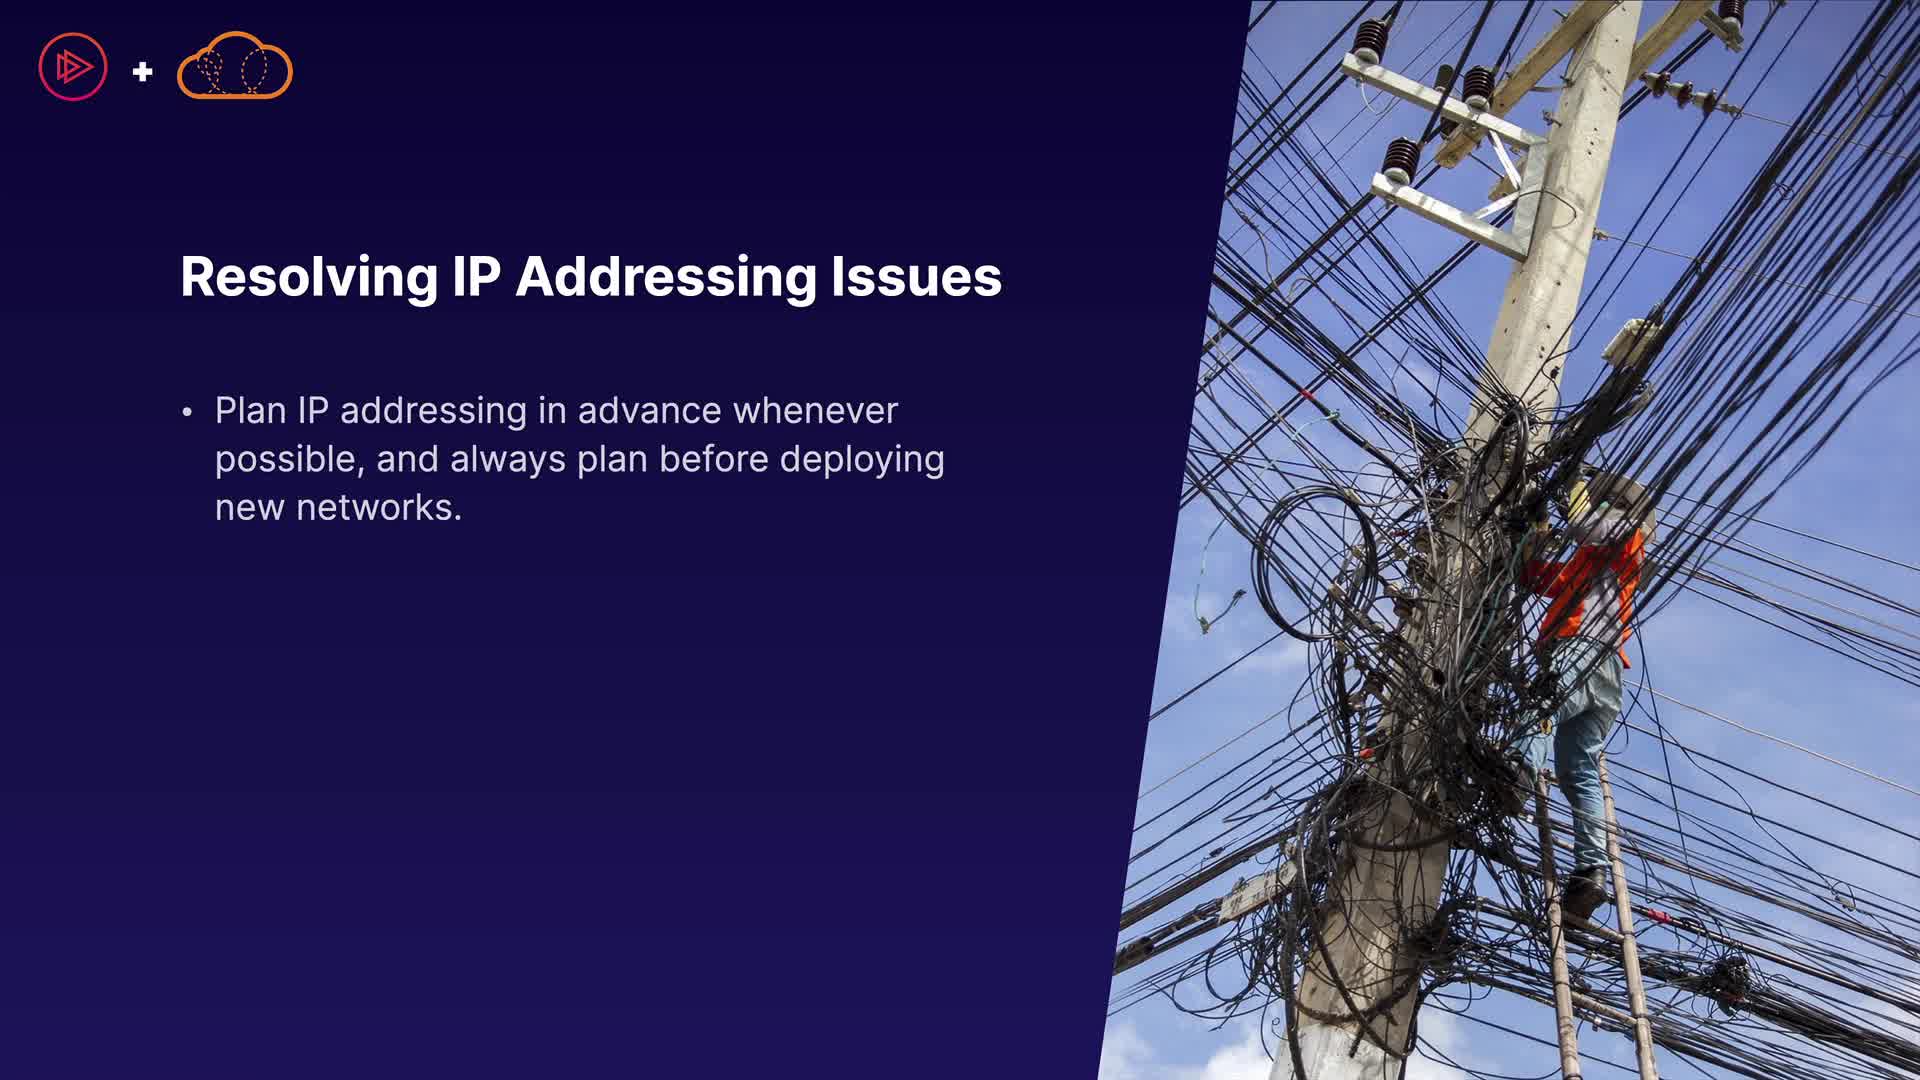 Resolving IP Addressing Issues
• Plan IP addressing in advance whenever
possible, and always plan before deploying
new networks.